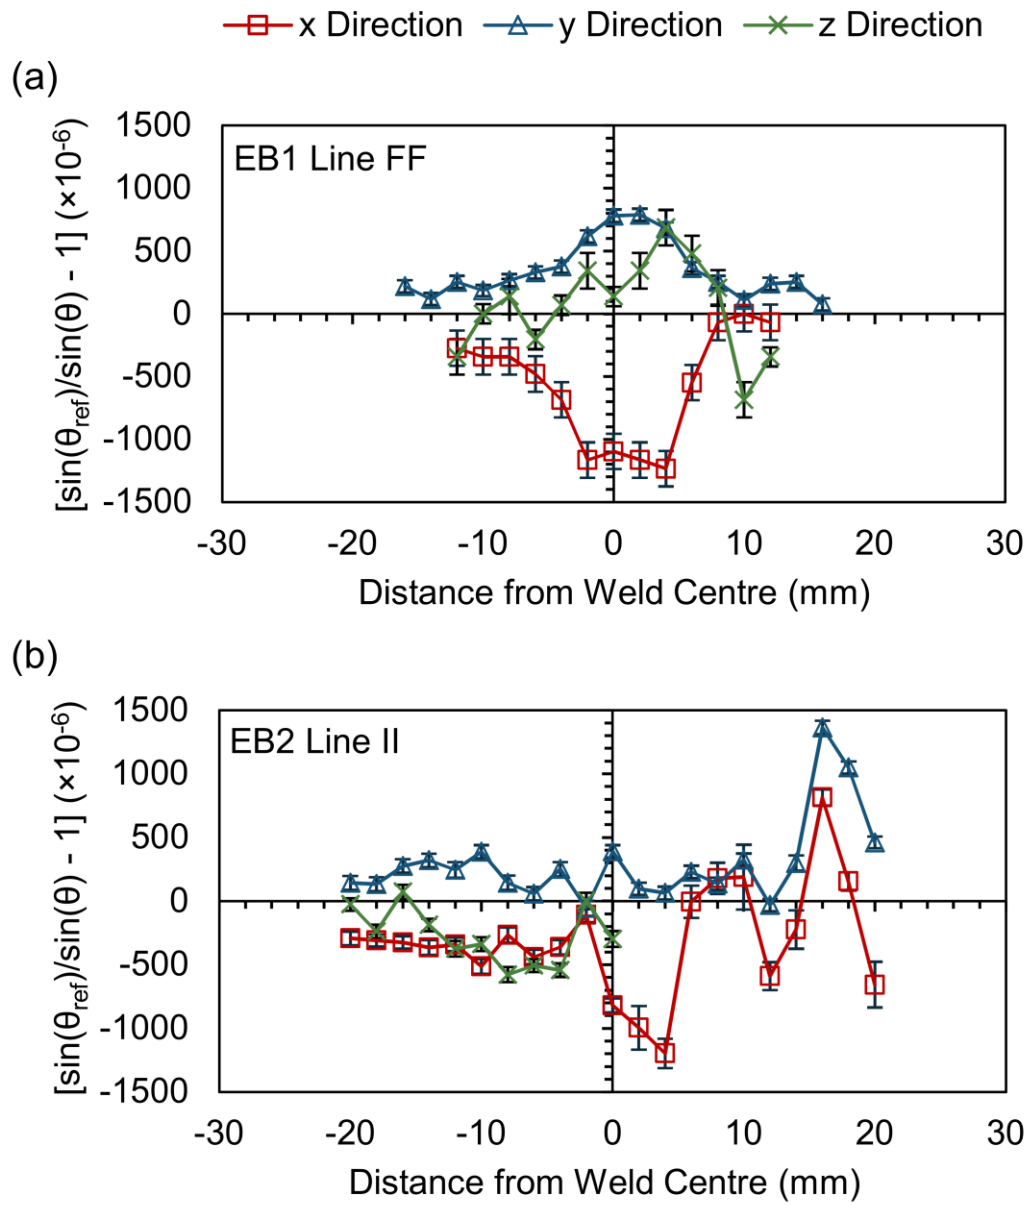 x Direction y Direction z Direction
(a)
EB1 Line FF
[sin(θref)/sin(θ) - 1] (×10-6)
1500
1000
500
0
-500
-1000
-1500
-30 -20 -10 0 10 20 30
Distance from Weld Centre (mm)
(b)
EB2 Line II
[sin(θref)/sin(θ) - 1] (×10-6)
1500
1000
500
0
-500
-1000
-1500
-30 -20 -10 0 10 20 30
Distance from Weld Centre (mm)